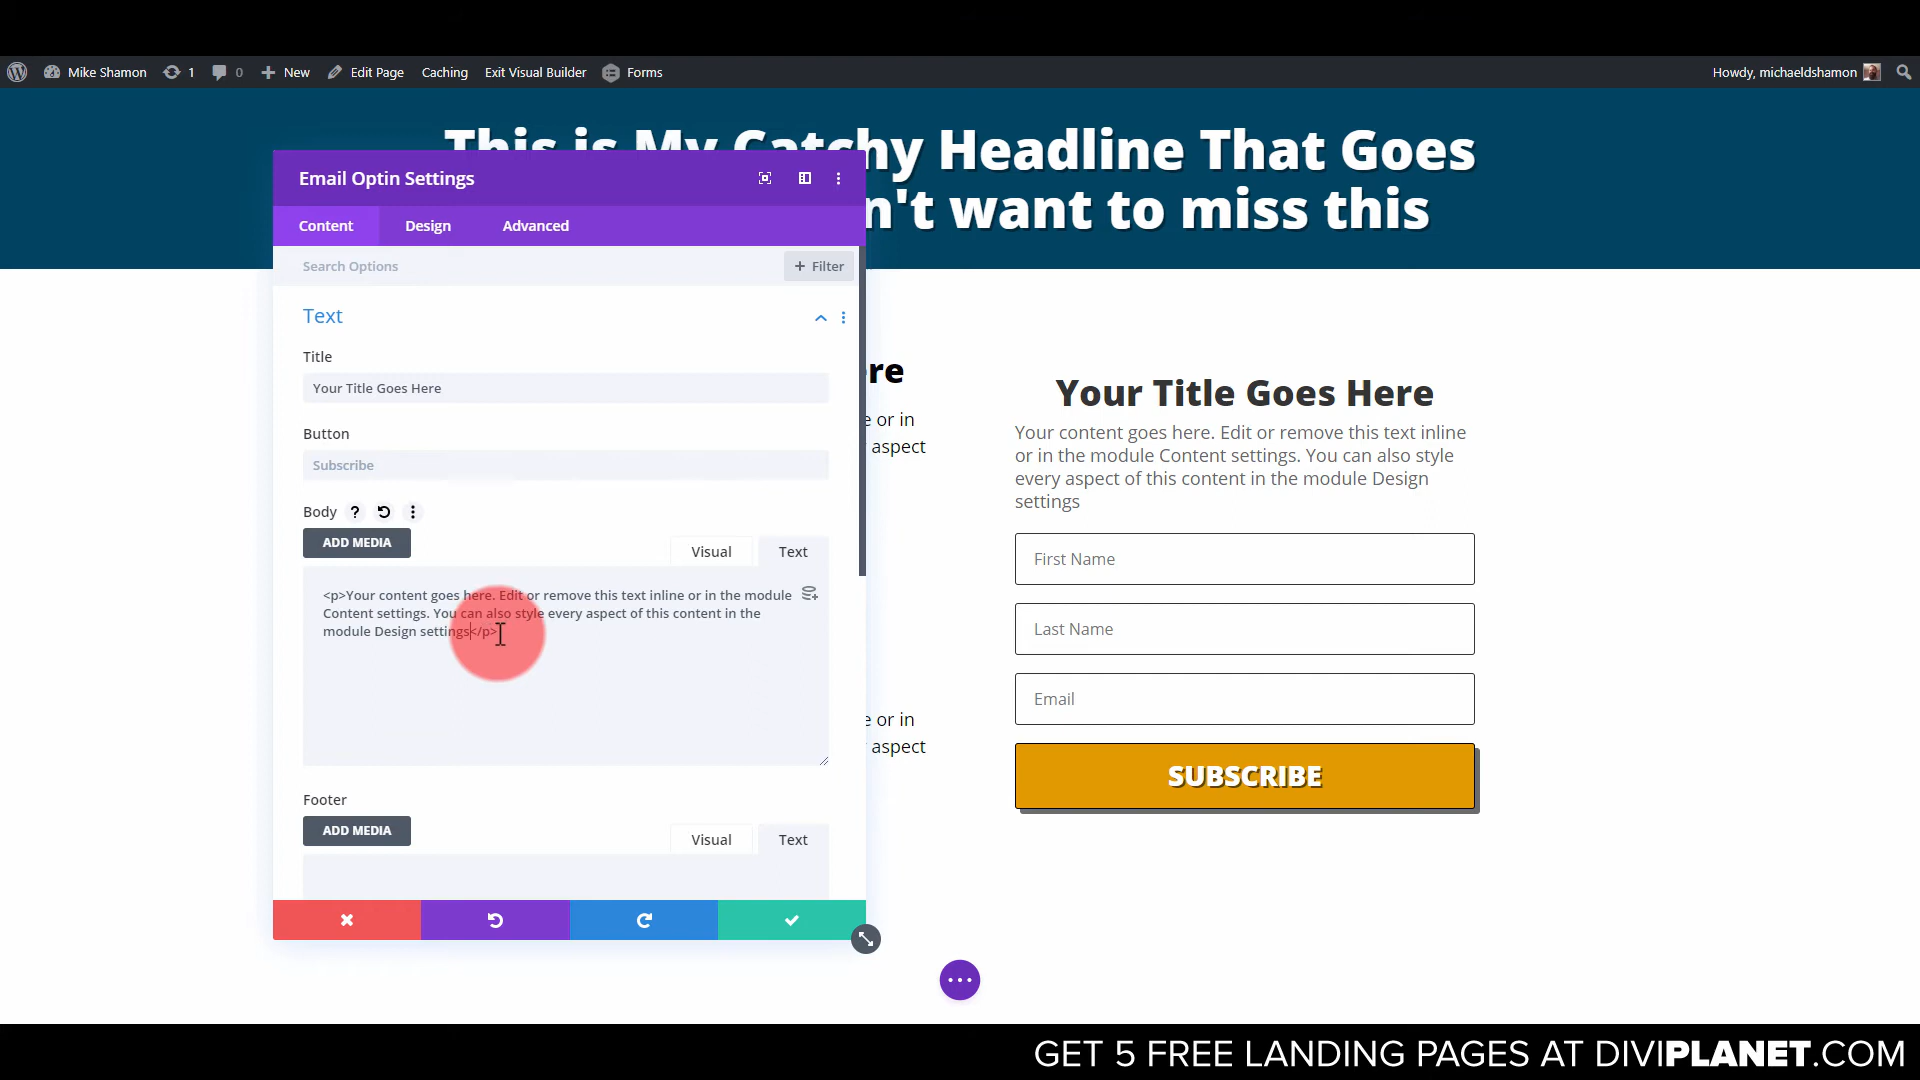 Mike Shamon 1 0 New Edit Page Caching Exit Visual Builder Forms Howdy, michaeldshamon
This is My Catchy Headline That Goes
n't want to miss this
Email Optin Settings
Content Design Advanced
Search Options + Filter
Text
Title
Your Title Goes Here
Button
Subscribe
Body ?
ADD MEDIA
Visual Text
<p>Your content goes here. Edit or remove this text inline or in the module
Content settings. You can also style every aspect of this content in the
module Design settings</p>
Footer
ADD MEDIA
Visual Text
re
e or in
aspect
e or in
aspect
Your Title Goes Here
Your content goes here. Edit or remove this text inline
or in the module Content settings. You can also style
every aspect of this content in the module Design
settings
First Name
Last Name
Email
SUBSCRIBE
GET 5 FREE LANDING PAGES AT DIVIPLANET.COM